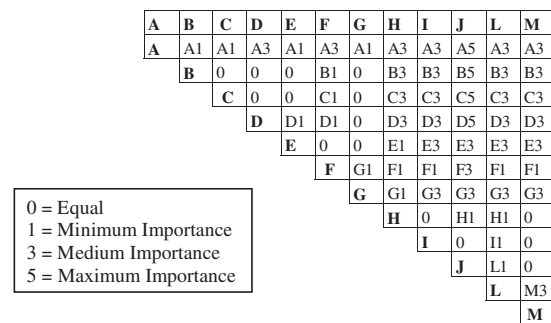 A B C D E F G H I J L M
A A1 A1 A3 A1 A3 A1 A3 A3 A5 A3 A3
B 0 0 0 B1 0 B3 B3 B5 B3 B3
C 0 0 C1 0 C3 C3 C5 C3 C3
D D1 D1 0 D3 D3 D5 D3 D3
E 0 0 E1 E3 E3 E3 E3
F G1 F1 F1 F3 F1 F1
G G1 G3 G3 G3 G3
H 0 H1 H1 0
I 0 I1 0
J L1 0
L M3
M
0 = Equal
1 = Minimum Importance
3 = Medium Importance
5 = Maximum Importance